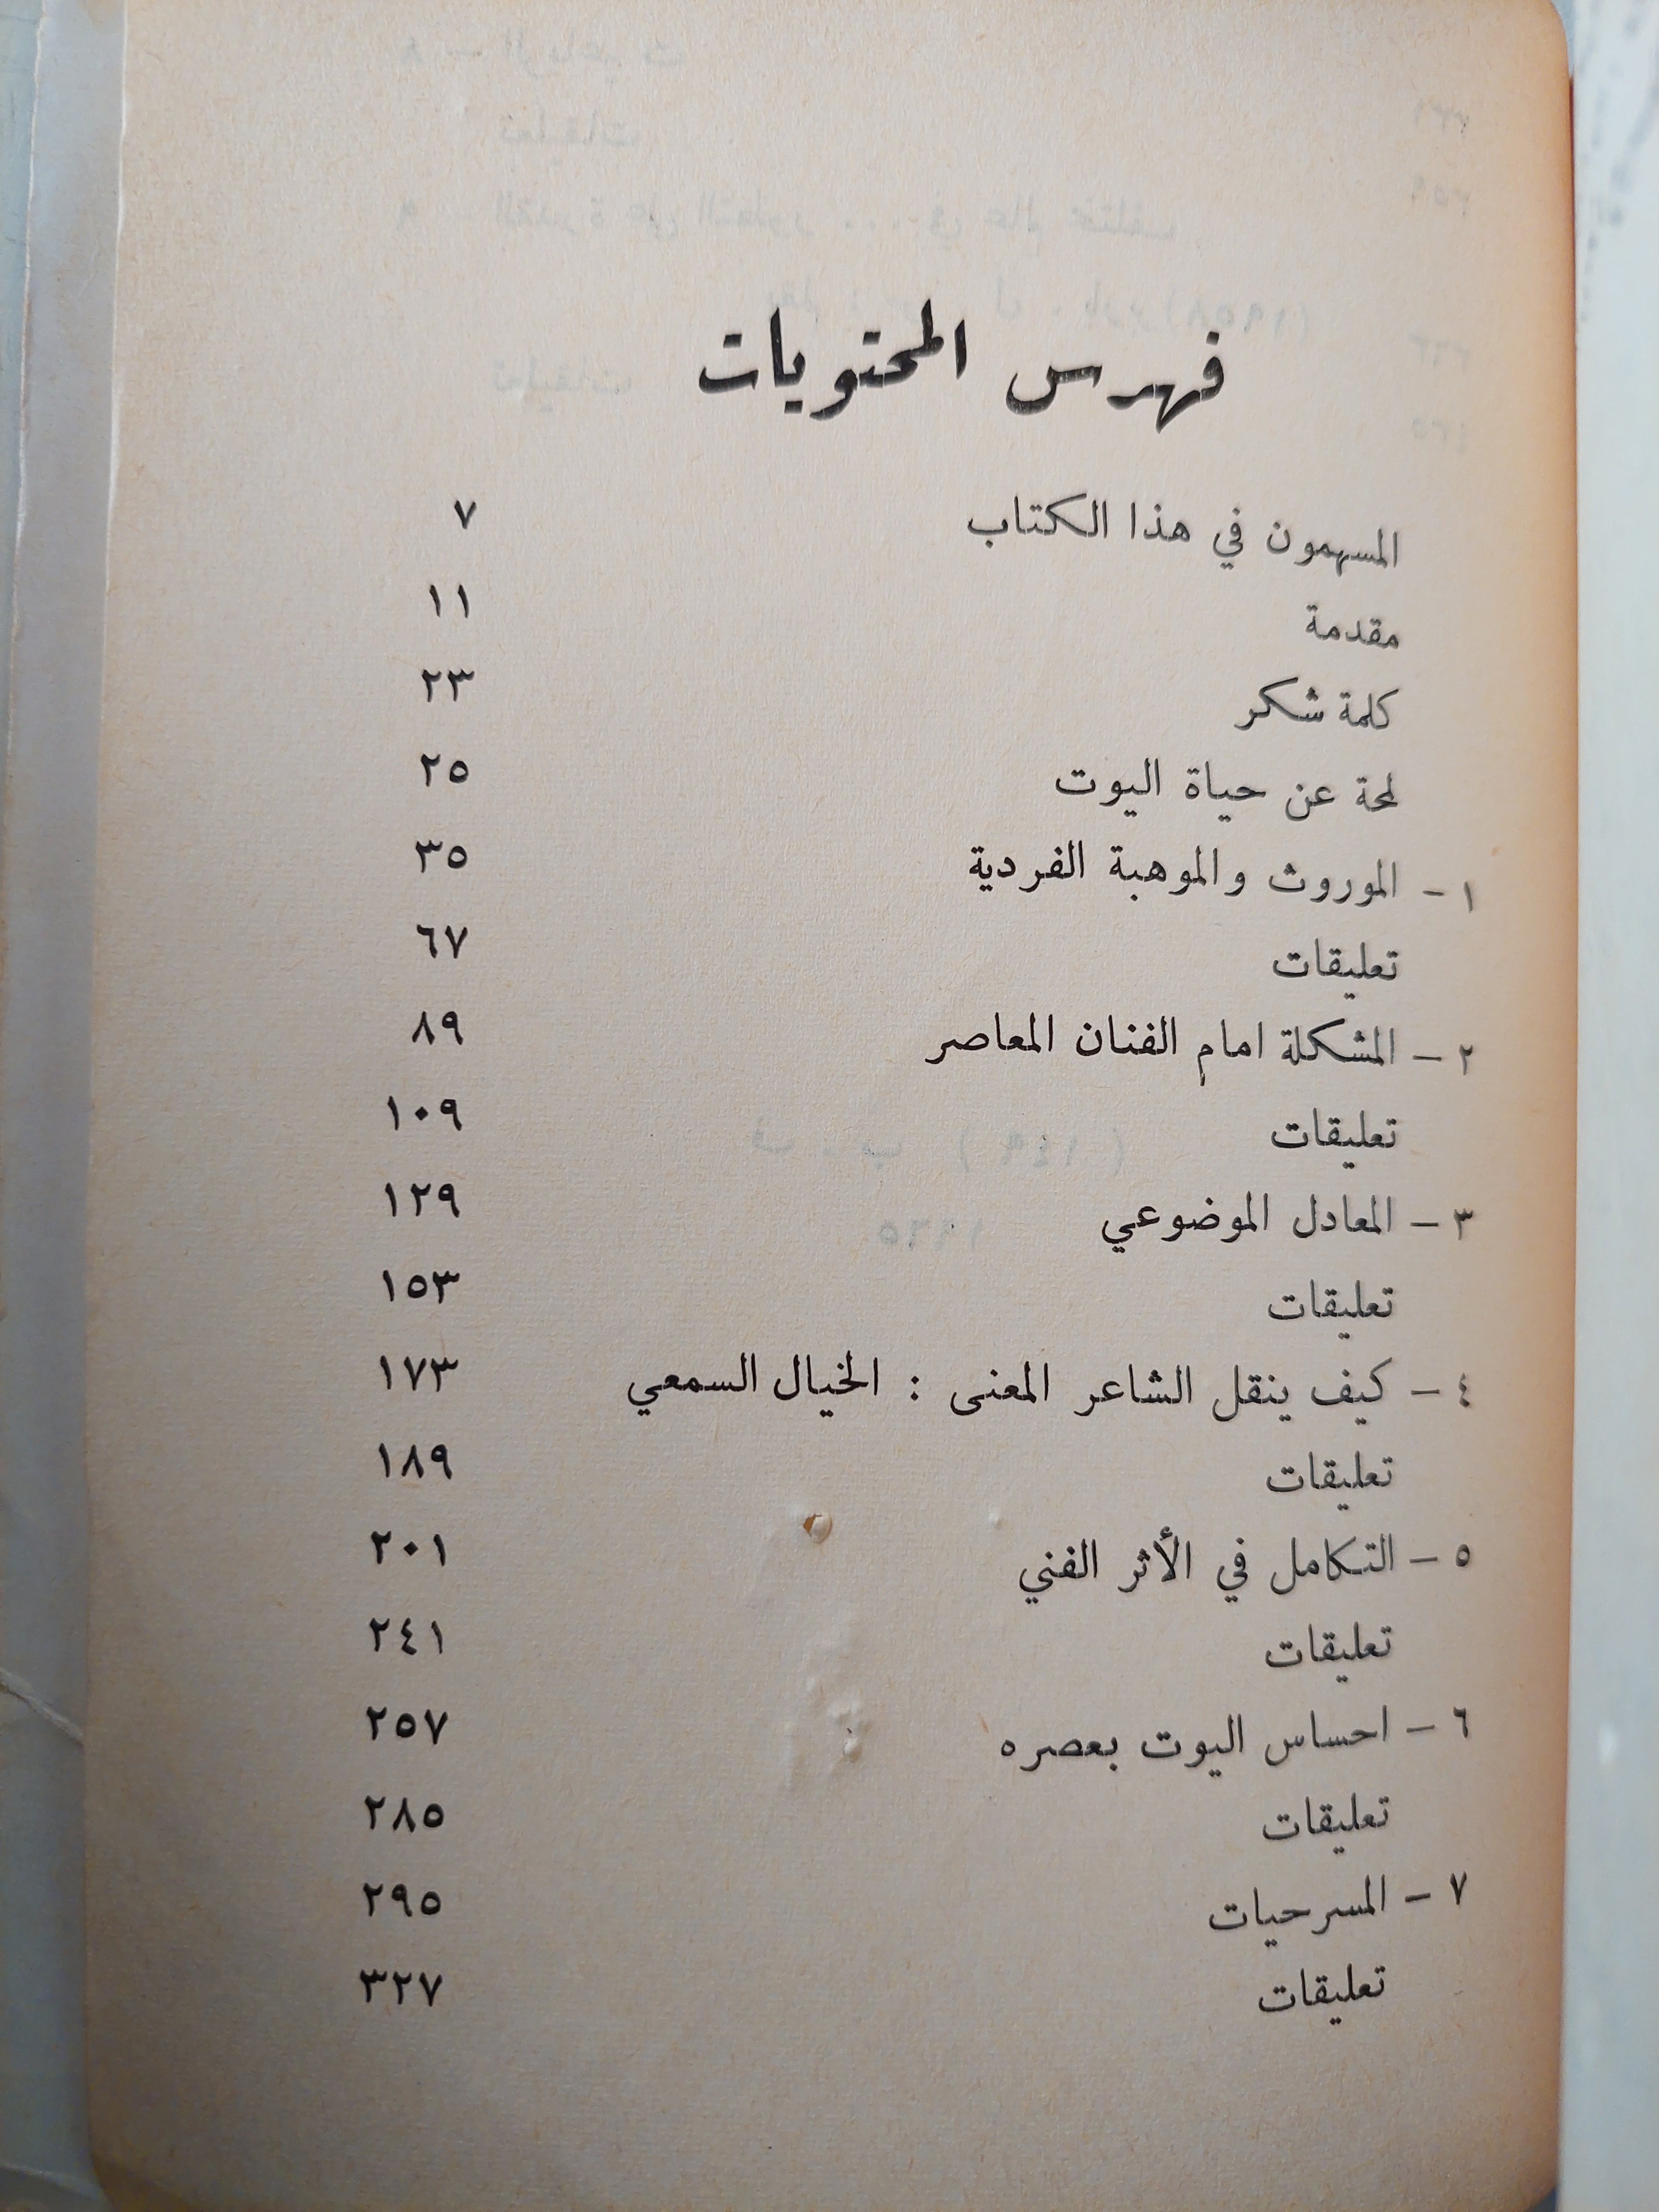 فهرس المحتويات
المسهمون في هذا الكتاب ٧
مقدمة ١١
كلمة شكر ٢٣
لمحة عن حياة اليوت ٢٥
١ - الموروث والموهبة الفردية ٣٥
تعليقات ٦٧
٢ - المشكلة امام الفنان المعاصر ٨٩
تعليقات ١٠٩
٣ - المعادل الموضوعي ١٢٩
تعليقات ١٥٣
٤ - كيف ينقل الشاعر المعنى : الخيال السمعي ١٧٣
تعليقات ١٨٩
٥ - التكامل في الأثر الفني ٢٠١
تعليقات ٢٤١
٦ - احساس اليوت بعصره ٢٥٧
تعليقات ٢٨٥
٧ - المسرحيات ٢٩٥
تعليقات ٣٢٧